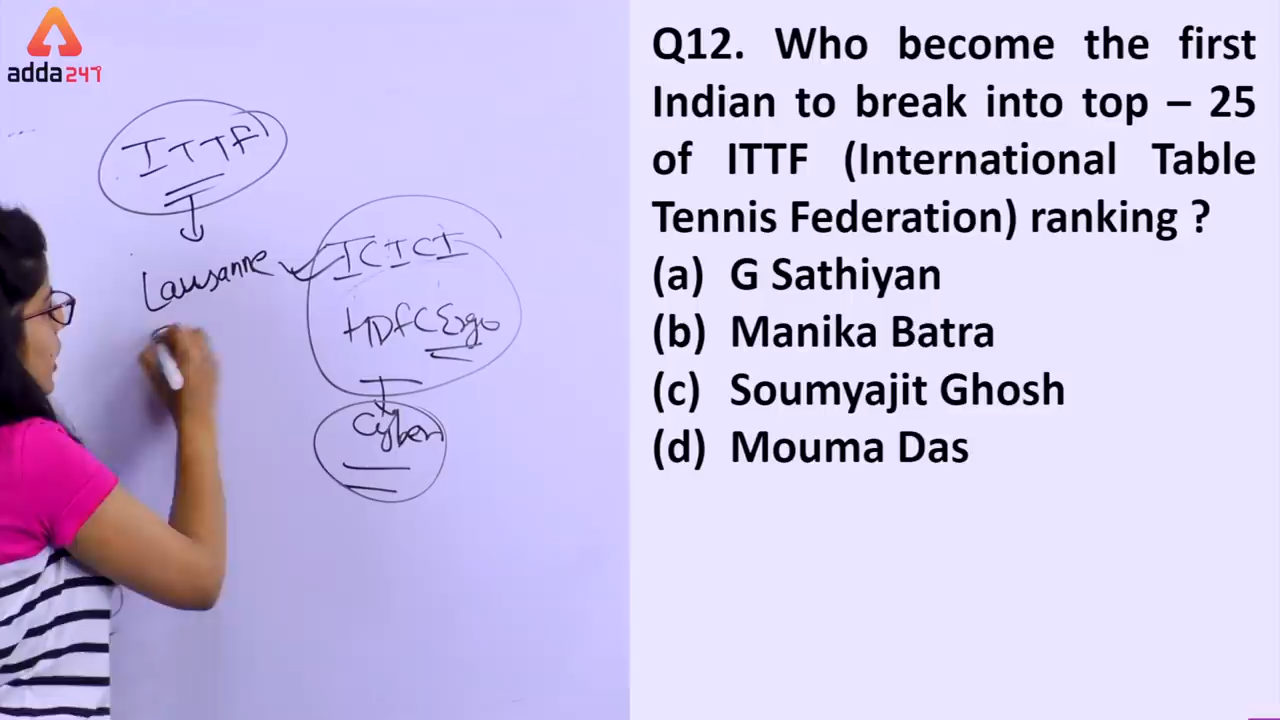 adda247
ITTF
Lausanne
ICICI
HDFC Ergo
Cyber
Q12. Who become the first
Indian to break into top – 25
of ITTF (International Table
Tennis Federation) ranking ?
(a) G Sathiyan
(b) Manika Batra
(c) Soumyajit Ghosh
(d) Mouma Das